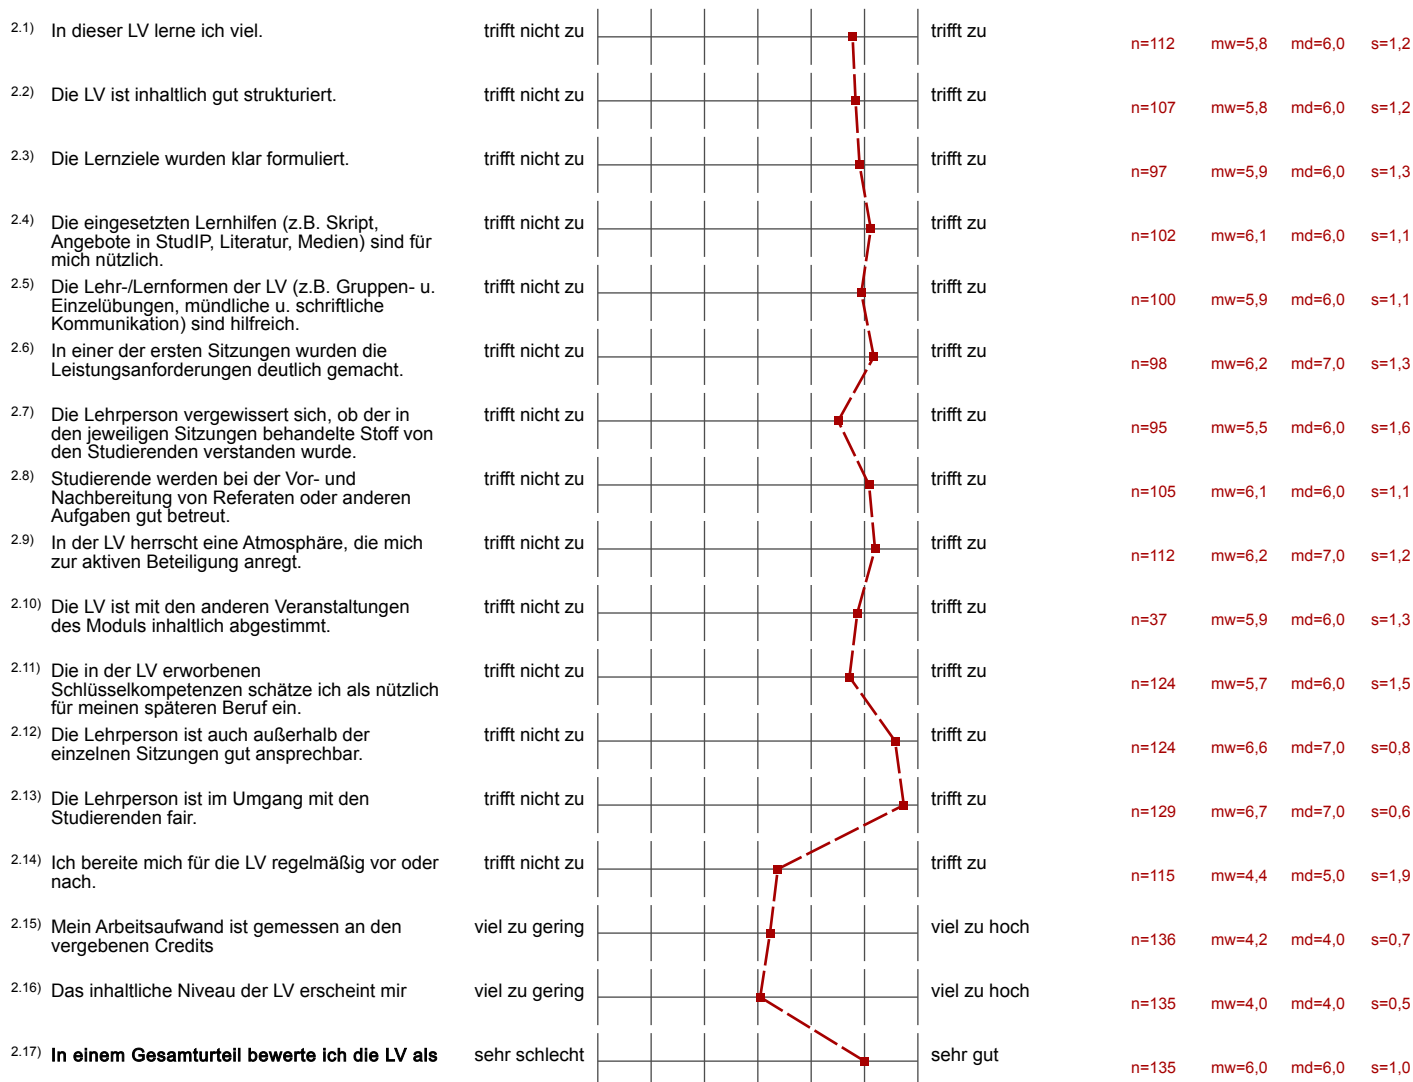 2.1) In dieser LV lerne ich viel. trifft nicht zu trifft zu n=112 mw=5,8 md=6,0 s=1,2
2.2) Die LV ist inhaltlich gut strukturiert. trifft nicht zu trifft zu n=107 mw=5,8 md=6,0 s=1,2
2.3) Die Lernziele wurden klar formuliert. trifft nicht zu trifft zu n=97 mw=5,9 md=6,0 s=1,3
2.4) Die eingesetzten Lernhilfen (z.B. Skript, trifft nicht zu trifft zu n=102 mw=6,1 md=6,0 s=1,1
Angebote in StudIP, Literatur, Medien) sind für
mich nützlich.
2.5) Die Lehr-/Lernformen der LV (z.B. Gruppen- u. trifft nicht zu trifft zu n=100 mw=5,9 md=6,0 s=1,1
Einzelübungen, mündliche u. schriftliche
Kommunikation) sind hilfreich.
2.6) In einer der ersten Sitzungen wurden die trifft nicht zu trifft zu n=98 mw=6,2 md=7,0 s=1,3
Leistungsanforderungen deutlich gemacht.
2.7) Die Lehrperson vergewissert sich, ob der in trifft nicht zu trifft zu n=95 mw=5,5 md=6,0 s=1,6
den jeweiligen Sitzungen behandelte Stoff von
den Studierenden verstanden wurde.
2.8) Studierende werden bei der Vor- und trifft nicht zu trifft zu n=105 mw=6,1 md=6,0 s=1,1
Nachbereitung von Referaten oder anderen
Aufgaben gut betreut.
2.9) In der LV herrscht eine Atmosphäre, die mich trifft nicht zu trifft zu n=112 mw=6,2 md=7,0 s=1,2
zur aktiven Beteiligung anregt.
2.10) Die LV ist mit den anderen Veranstaltungen trifft nicht zu trifft zu n=37 mw=5,9 md=6,0 s=1,3
des Moduls inhaltlich abgestimmt.
2.11) Die in der LV erworbenen trifft nicht zu trifft zu n=124 mw=5,7 md=6,0 s=1,5
Schlüsselkompetenzen schätze ich als nützlich
für meinen späteren Beruf ein.
2.12) Die Lehrperson ist auch außerhalb der trifft nicht zu trifft zu n=124 mw=6,6 md=7,0 s=0,8
einzelnen Sitzungen gut ansprechbar.
2.13) Die Lehrperson ist im Umgang mit den trifft nicht zu trifft zu n=129 mw=6,7 md=7,0 s=0,6
Studierenden fair.
2.14) Ich bereite mich für die LV regelmäßig vor oder trifft nicht zu trifft zu n=115 mw=4,4 md=5,0 s=1,9
nach.
2.15) Mein Arbeitsaufwand ist gemessen an den viel zu gering viel zu hoch n=136 mw=4,2 md=4,0 s=0,7
vergebenen Credits
2.16) Das inhaltliche Niveau der LV erscheint mir viel zu gering viel zu hoch n=135 mw=4,0 md=4,0 s=0,5
2.17) In einem Gesamturteil bewerte ich die LV als sehr schlecht sehr gut n=135 mw=6,0 md=6,0 s=1,0